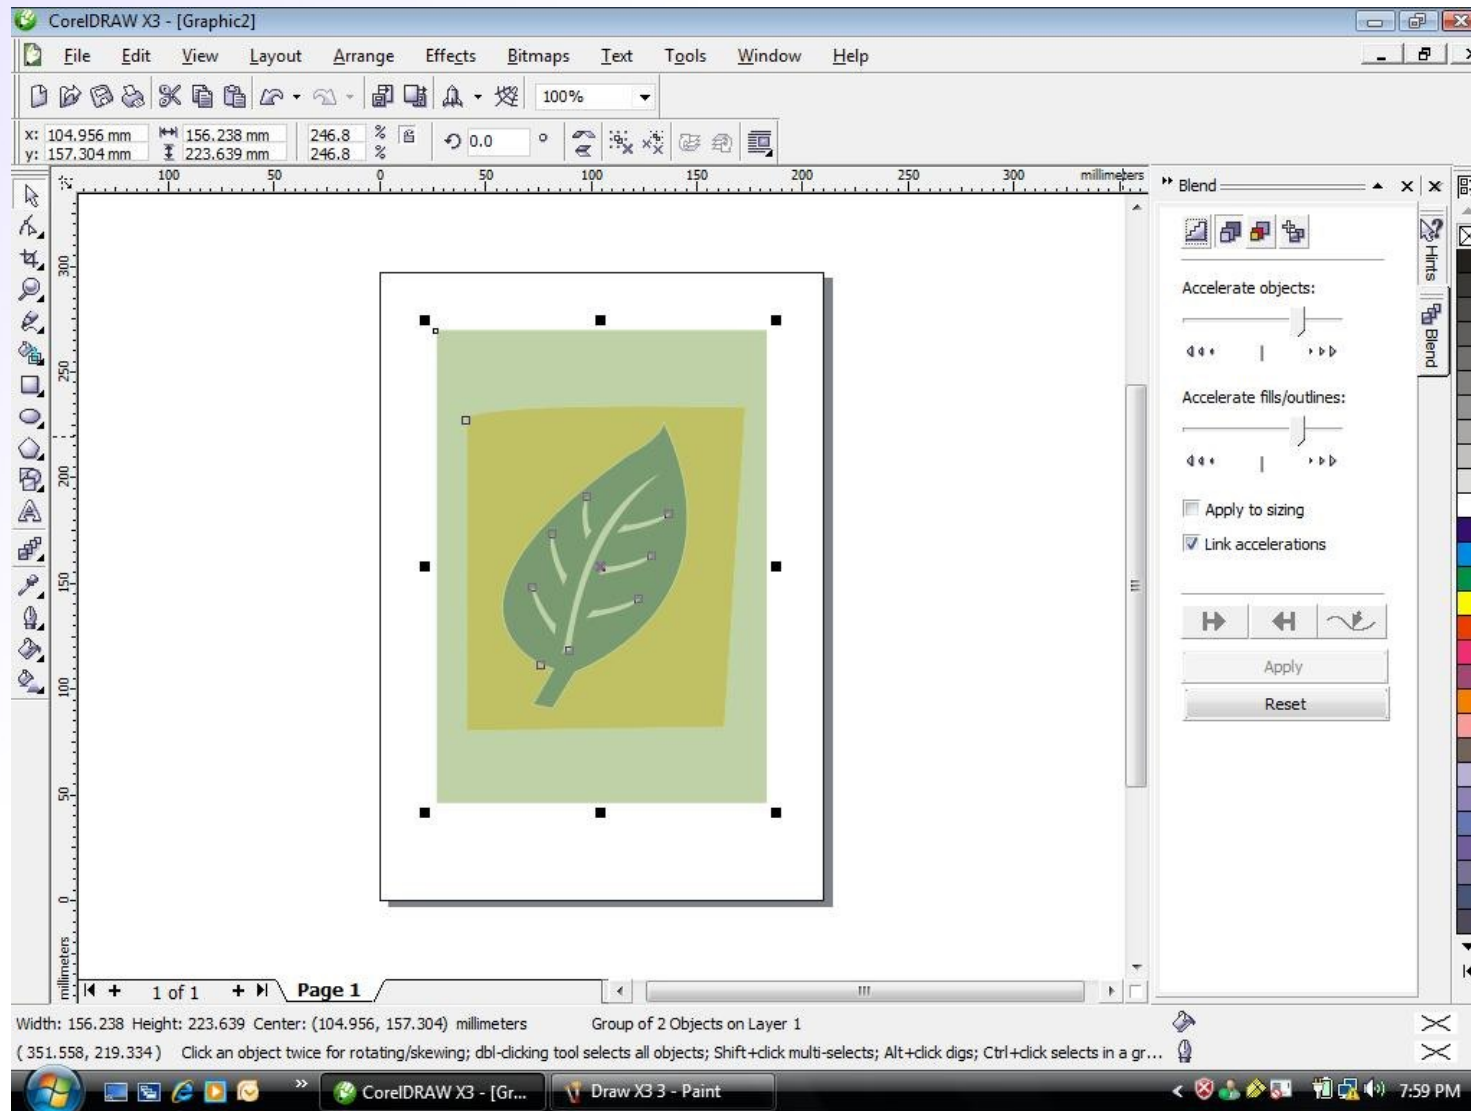 CorelDRAW X3 - [Graphic2]
File Edit View Layout Arrange Effects Bitmaps Text Tools Window Help
100%
x: 104.956 mm 156.238 mm 246.8 % 0.0 °
y: 157.304 mm 223.639 mm 246.8 %
100 50 0 50 100 150 200 250 300 millimeters
300
250
200
150
100
50
0
millimeters
Blend
Accelerate objects:
Accelerate fills/outlines:
Apply to sizing
Link accelerations
Apply
Reset
Hints
Blend
1 of 1 Page 1
Width: 156.238 Height: 223.639 Center: (104.956, 157.304) millimeters Group of 2 Objects on Layer 1
( 351.558, 219.334 ) Click an object twice for rotating/skewing; dbl-clicking tool selects all objects; Shift+click multi-selects; Alt+click digs; Ctrl+click selects in a gr...
CorelDRAW X3 - [Gr... Draw X3 3 - Paint 7:59 PM